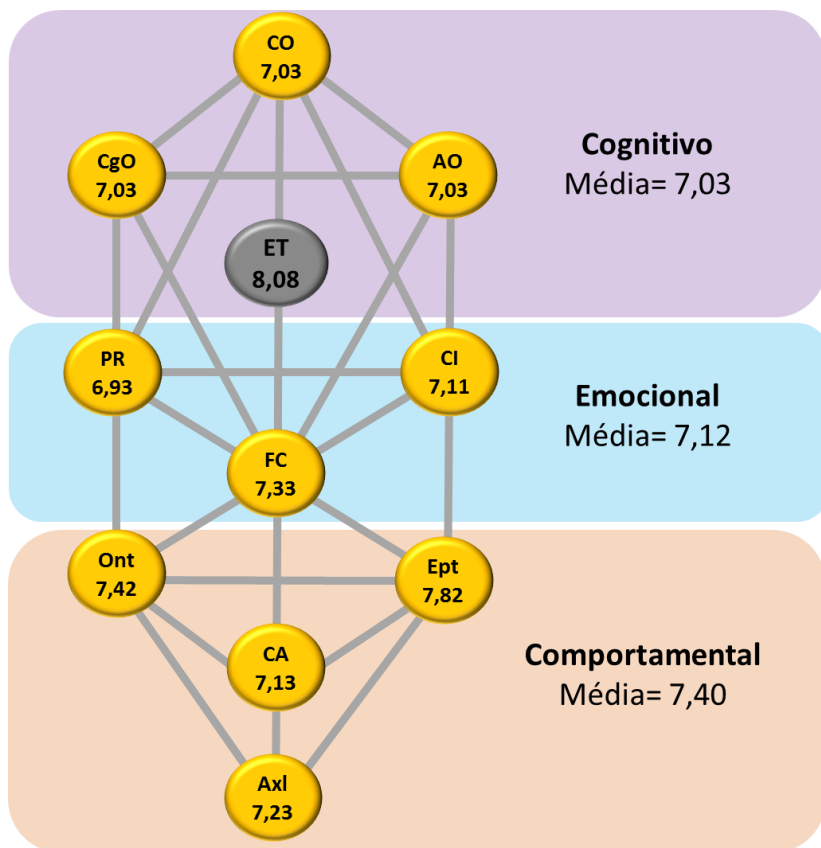 CO
7,03
CgO
7,03
AO
7,03
Cognitivo
Média= 7,03
ET
8,08
PR
6,93
CI
7,11
Emocional
Média= 7,12
FC
7,33
Ont
7,42
Ept
7,82
CA
7,13
Comportamental
Média= 7,40
Axl
7,23